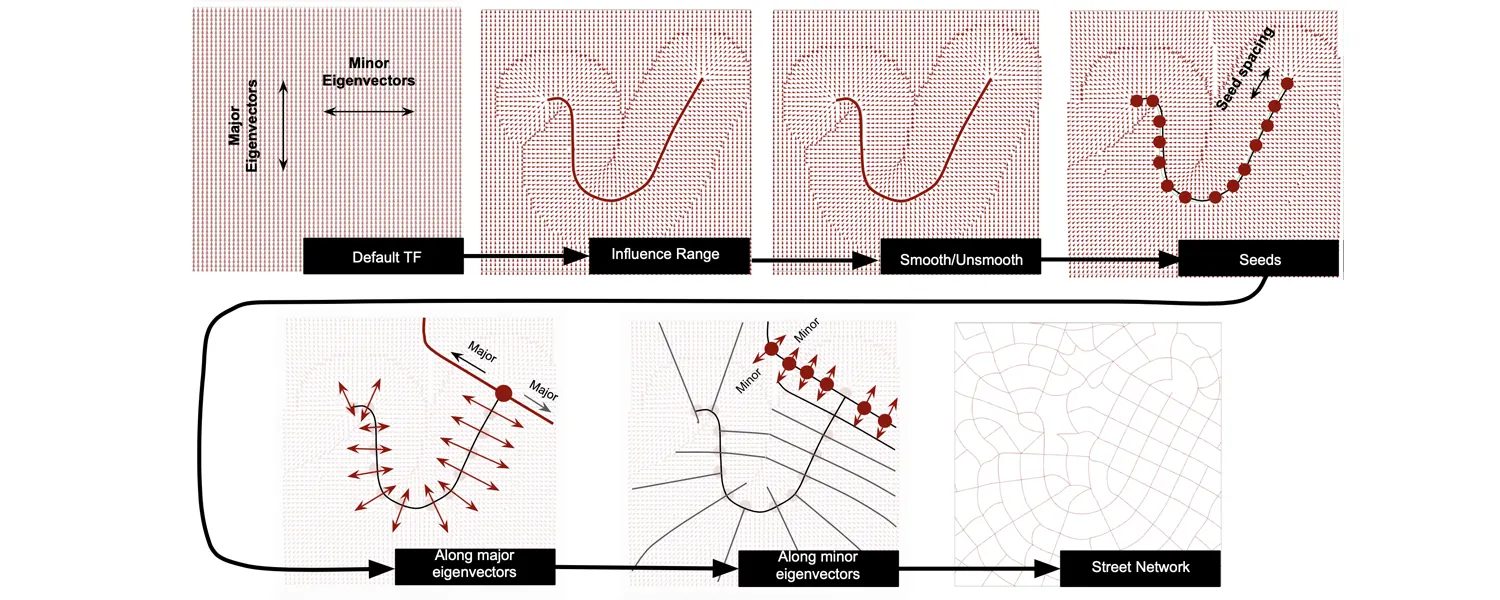 Minor
Eigenvectors
Major
Eigenvectors
Default TF
Influence Range
Smooth/Unsmooth
Seed spacing
Seeds
Major
Major
Along major
eigenvectors
Minor
Minor
Along minor
eigenvectors
Street Network